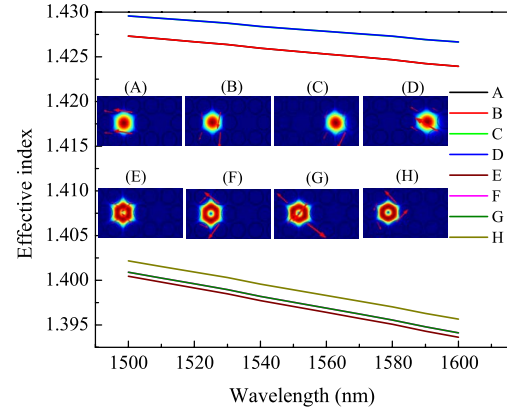 1.430
1.425
1.420
1.415
1.410
1.405
1.400
1.395
Effective index
(A) (B) (C) (D)
(E) (F) (G) (H)
A
B
C
D
E
F
G
H
1500 1520 1540 1560 1580 1600
Wavelength (nm)